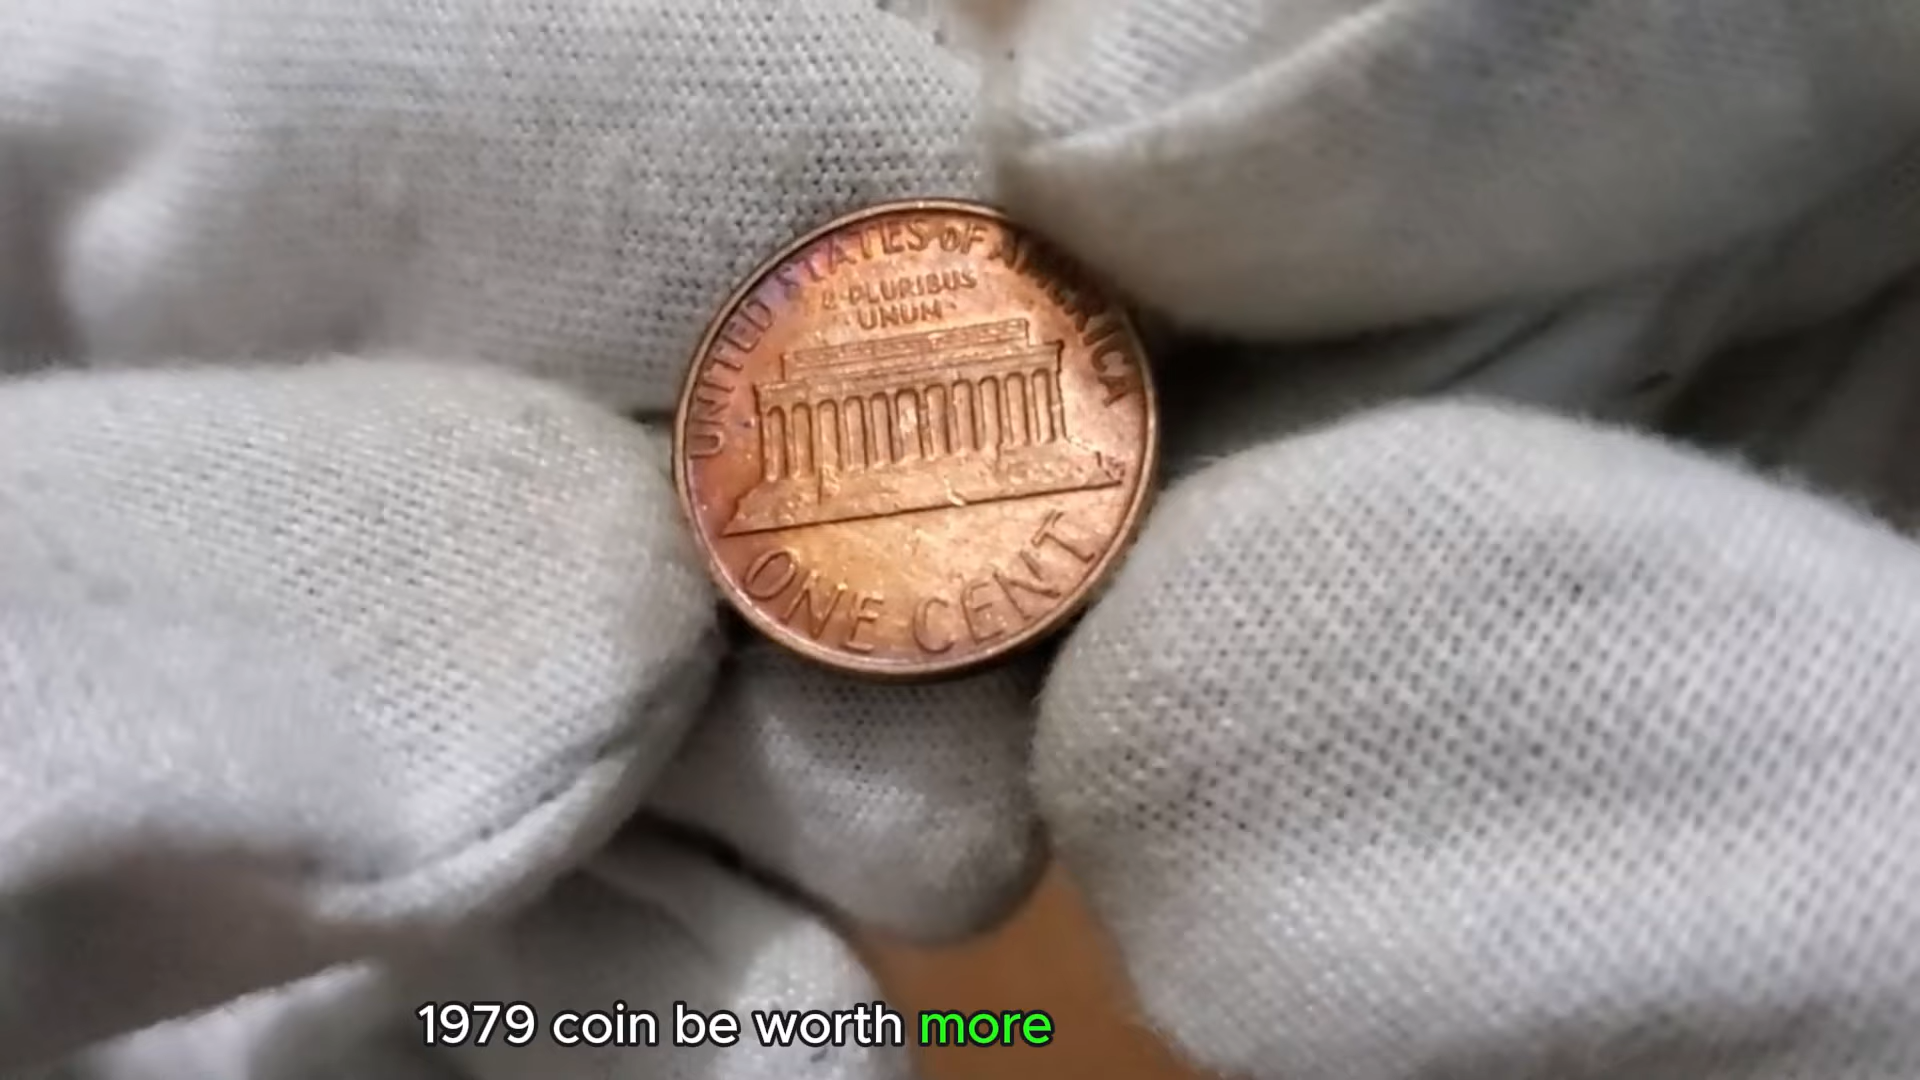 UNITED STATES OF AMERICA
E·PLURIBUS
UNUM
ONE CENT
1979 coin be worth more